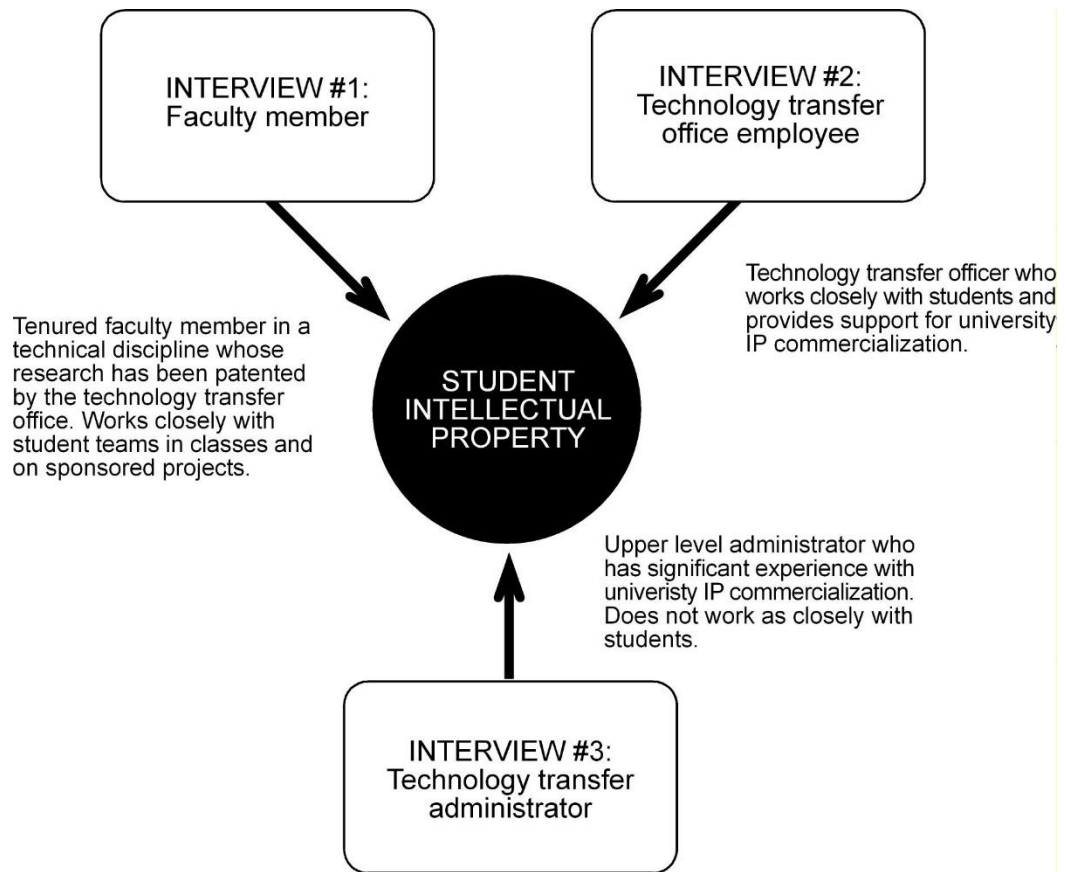 INTERVIEW #1:
Faculty member
INTERVIEW #2:
Technology transfer
office employee
Technology transfer officer who
works closely with students and
provides support for university
IP commercialization.
Tenured faculty member in a
technical discipline whose
research has been patented
by the technology transfer
office. Works closely with
student teams in classes and
on sponsored projects.
STUDENT
INTELLECTUAL
PROPERTY
Upper level administrator who
has significant experience with
univeristy IP commercialization.
Does not work as closely with
students.
INTERVIEW #3:
Technology transfer
administrator